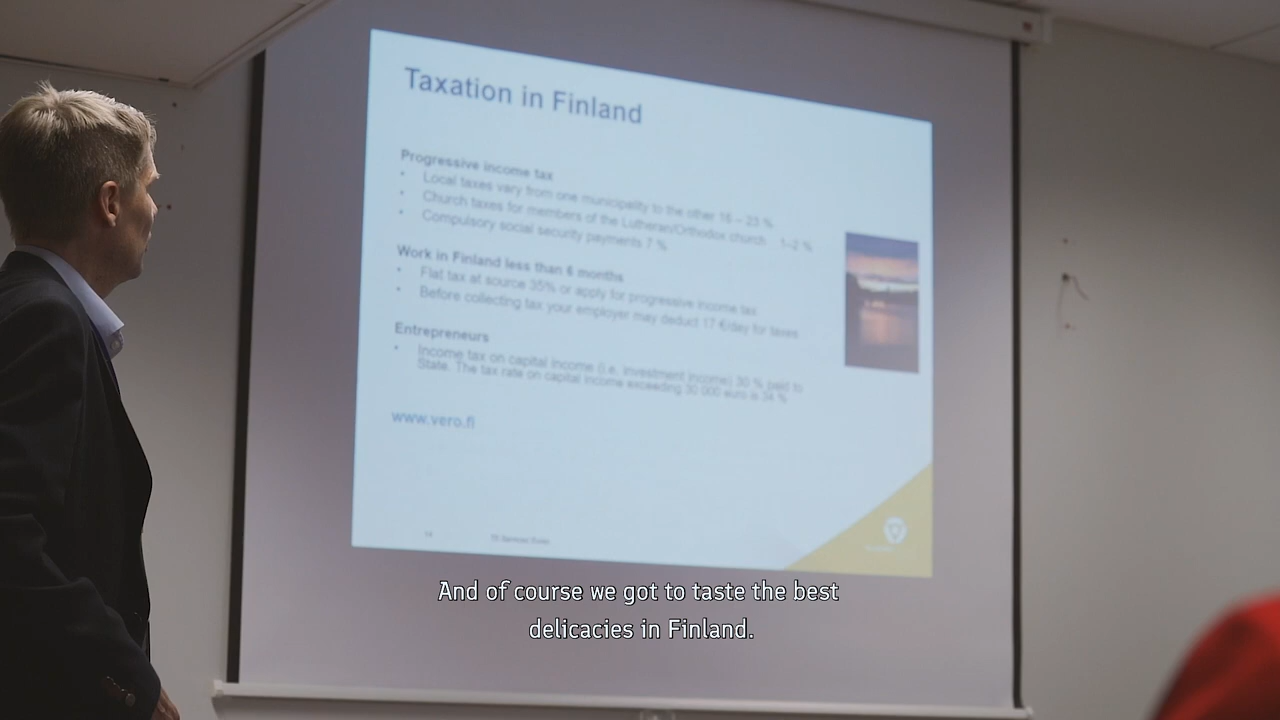 Taxation in Finland
Progressive income tax
• Local taxes vary from one municipality to the other 16 – 23 %
• Church taxes for members of the Lutheran/Orthodox church 1–2 %
• Compulsory social security payments 7 %
Work in Finland less than 6 months
• Flat tax at source 35% or apply for progressive income tax
• Before collecting tax your employer may deduct 17 €/day for taxes
Entrepreneurs
• Income tax on capital income (i.e. investment income) 30 % paid to
State. The tax rate on capital income exceeding 30 000 euro is 34 %
www.vero.fi
14
And of course we got to taste the best
delicacies in Finland.